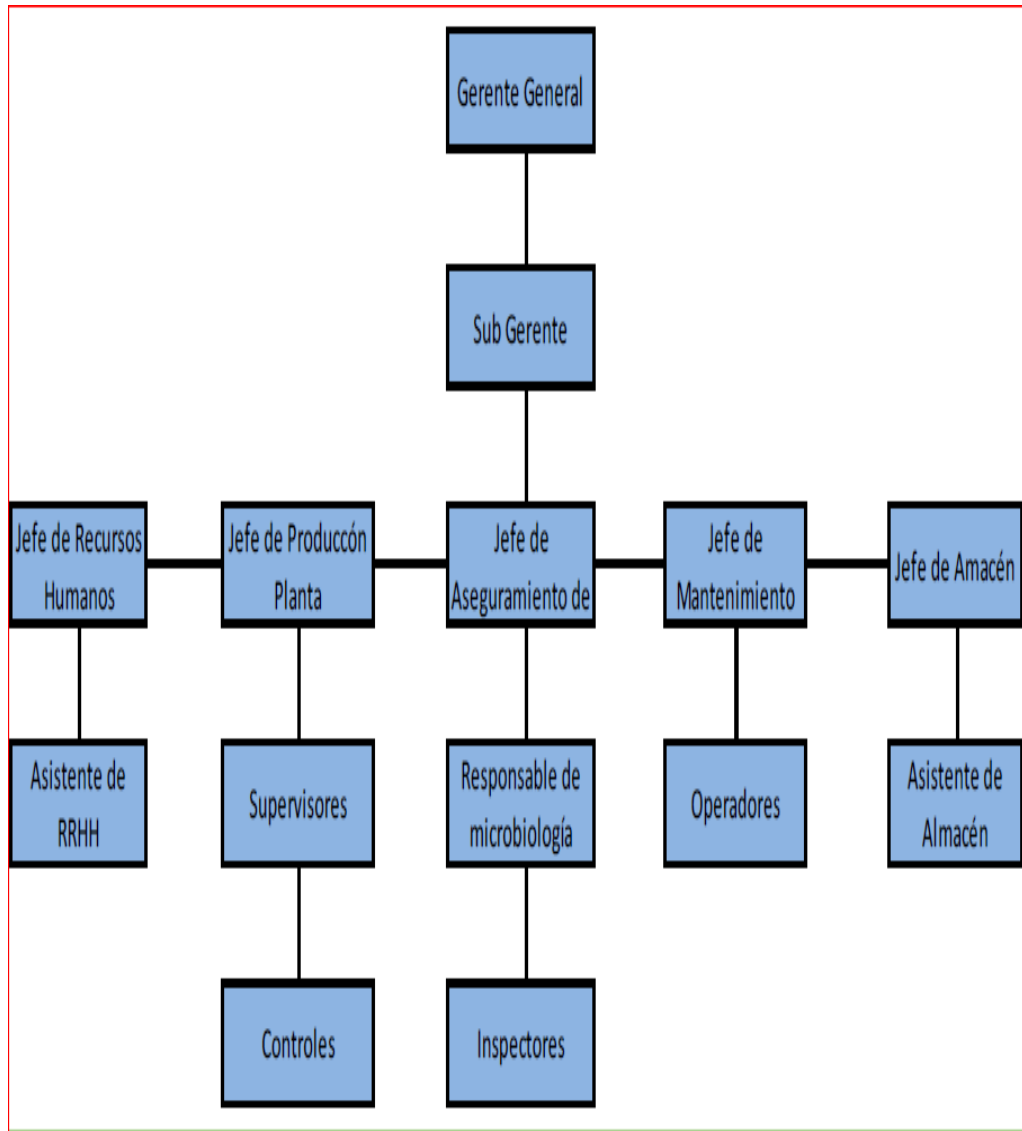 Gerente General
Sub Gerente
Jefe de Recursos
Humanos
Jefe de Produccón
Planta
Jefe de
Aseguramiento de
Jefe de
Mantenimiento
Jefe de Amacén
Asistente de
RRHH
Supervisores
Responsable de
microbiología
Operadores
Asistente de
Almacén
Controles
Inspectores